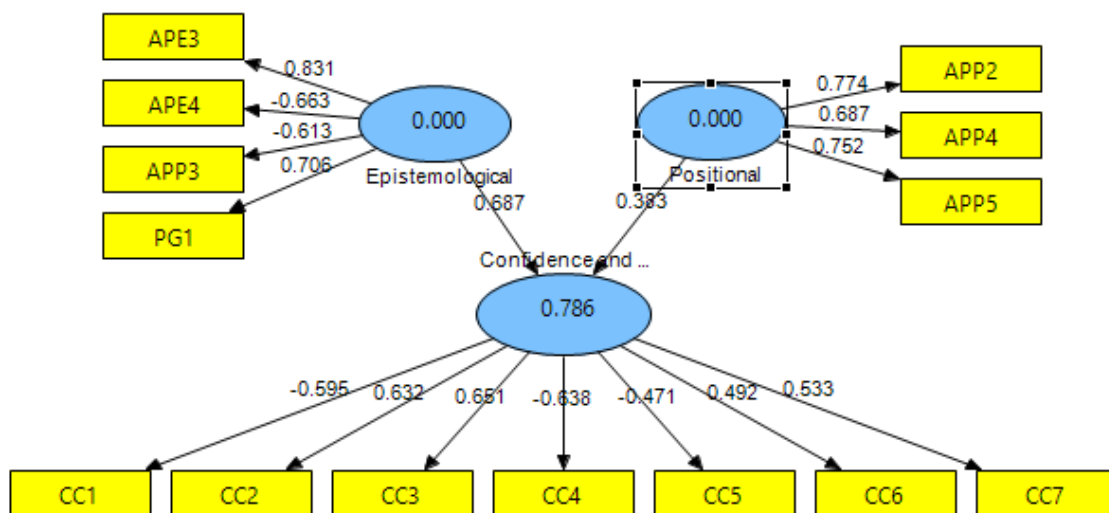 APE3
0.831
APE4
-0.663
APP3
-0.613
PG1
0.706
0.000
Epistemological
0.000
Positional
APP2
0.774
APP4
0.687
APP5
0.752
0.687
0.383
Confidence and ...
0.786
-0.595
0.632
0.651
-0.638
-0.471
0.492
0.533
CC1
CC2
CC3
CC4
CC5
CC6
CC7